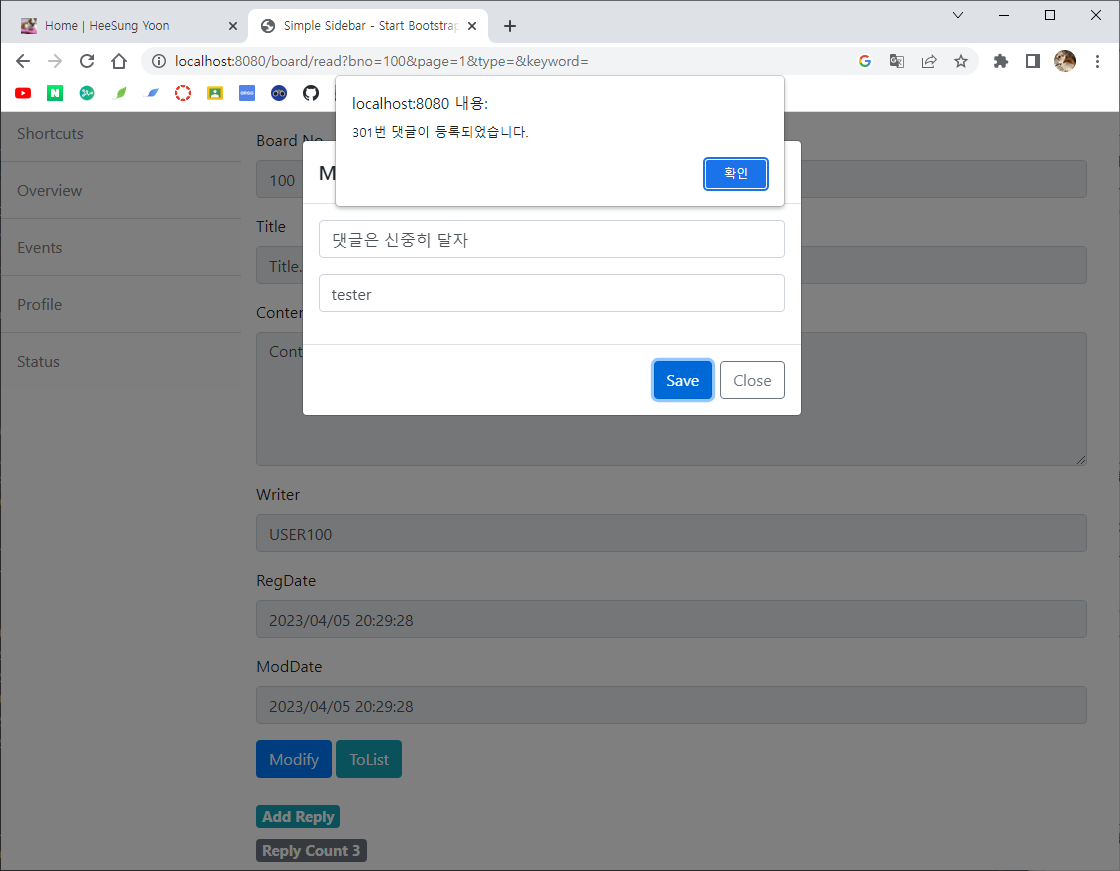 Home | HeeSung Yoon
Simple Sidebar - Start Bootstrap
localhost:8080/board/read?bno=100&page=1&type=&keyword=
localhost:8080 내용:
301번 댓글이 등록되었습니다.
확인
Shortcuts
Overview
Events
Profile
Status
Board No
100
Title
Title.
댓글은 신중히 달자
tester
Save
Close
Writer
USER100
RegDate
2023/04/05 20:29:28
ModDate
2023/04/05 20:29:28
Modify
ToList
Add Reply
Reply Count 3